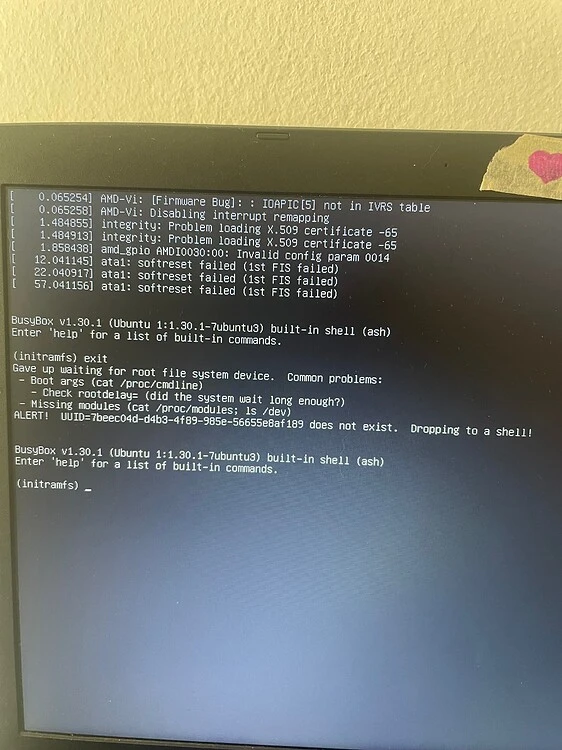 [    0.065254] AMD-Vi: [Firmware Bug]: : IOAPIC[5] not in IVRS table
[    0.065258] AMD-Vi: Disabling interrupt remapping
[    1.484855] integrity: Problem loading X.509 certificate -65
[    1.484913] integrity: Problem loading X.509 certificate -65
[    1.858438] amd_gpio AMDI0030:00: Invalid config param 0014
[   12.041145] ata1: softreset failed (1st FIS failed)
[   22.040917] ata1: softreset failed (1st FIS failed)
[   57.041156] ata1: softreset failed (1st FIS failed)
BusyBox v1.30.1 (Ubuntu 1:1.30.1-7ubuntu3) built-in shell (ash)
Enter 'help' for a list of built-in commands.
(initramfs) exit
Gave up waiting for root file system device.  Common problems:
 - Boot args (cat /proc/cmdline)
   - Check rootdelay= (did the system wait long enough?)
 - Missing modules (cat /proc/modules; ls /dev)
ALERT!  UUID=7beec04d-d4b3-4f89-985e-56655e8af189 does not exist.  Dropping to a shell!
BusyBox v1.30.1 (Ubuntu 1:1.30.1-7ubuntu3) built-in shell (ash)
Enter 'help' for a list of built-in commands.
(initramfs) _